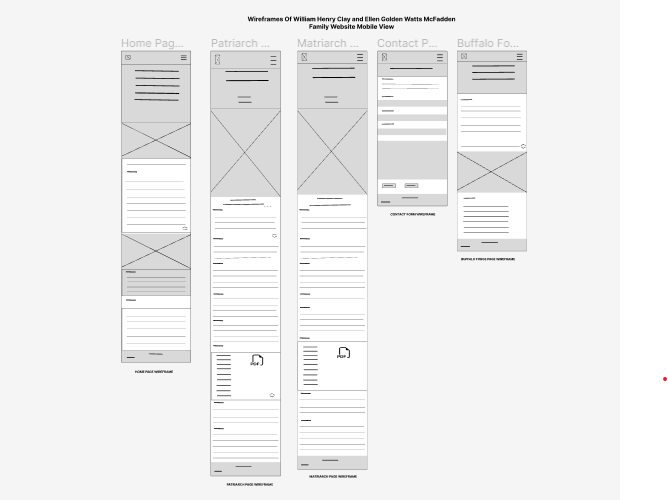 Wireframes Of William Henry Clay and Ellen Golden Watts McFadden
Family Website Mobile View
Home Pag...
Patriarch ...
Matriarch ...
Contact P...
Buffalo Fo...
PDF
PDF
CONTACT FORM WIREFRAME
BUFFALO FORGE PAGE WIREFRAME
HOME PAGE WIREFRAME
PATRIARCH PAGE WIREFRAME
MATRIARCH PAGE WIREFRAME